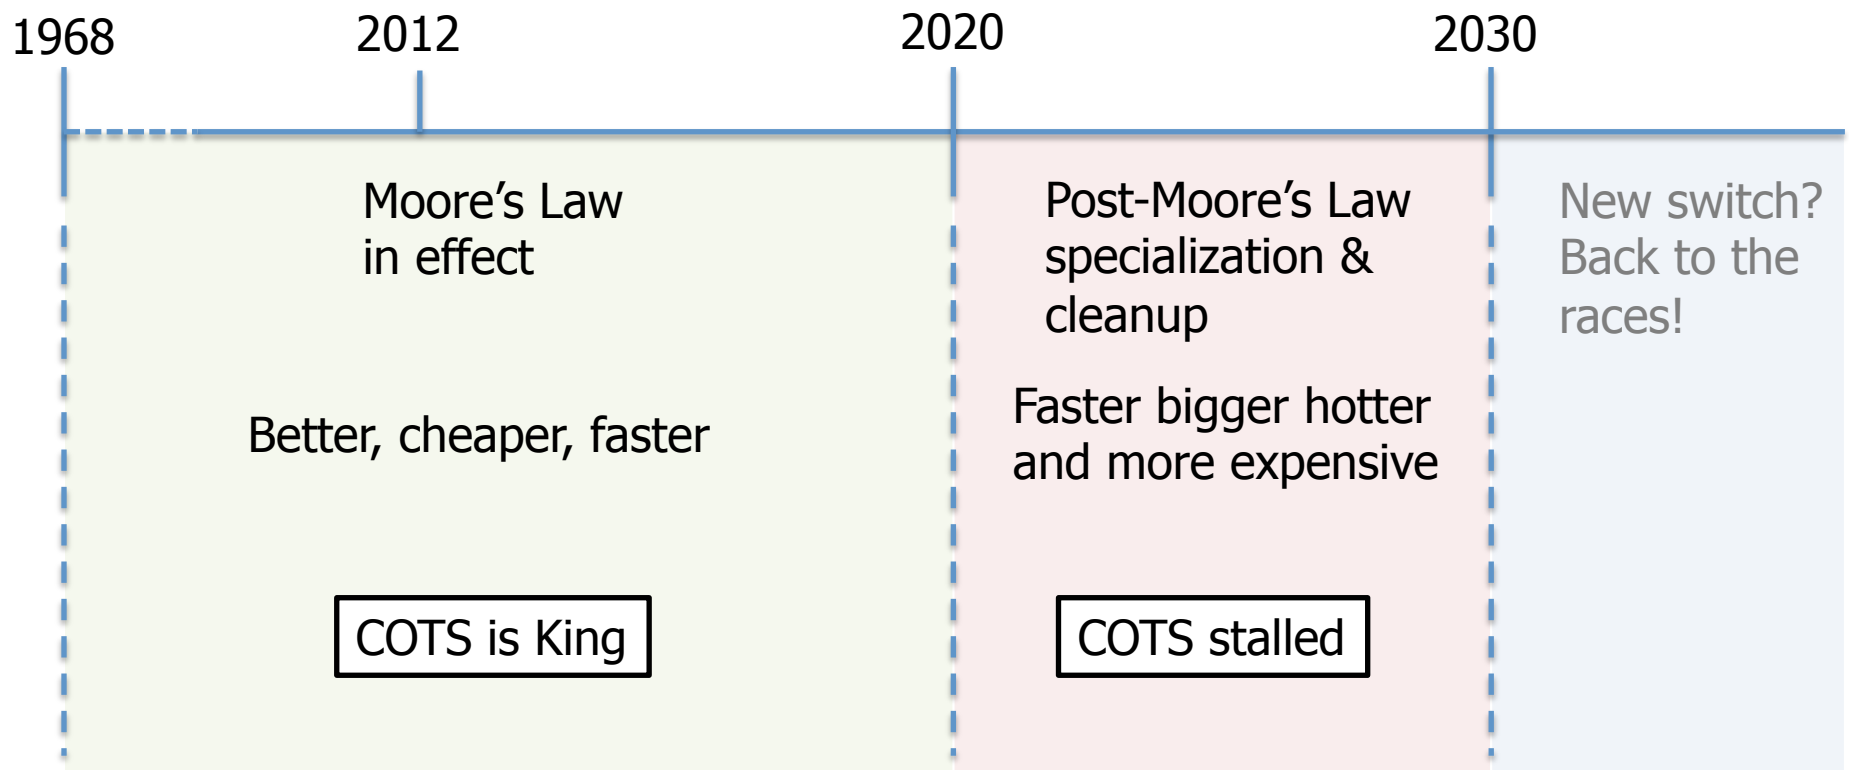 1968
2012
2020
2030
Moore’s Law
in effect
Better, cheaper, faster
COTS is King
Post-Moore’s Law
specialization &
cleanup
Faster bigger hotter
and more expensive
COTS stalled
New switch?
Back to the
races!